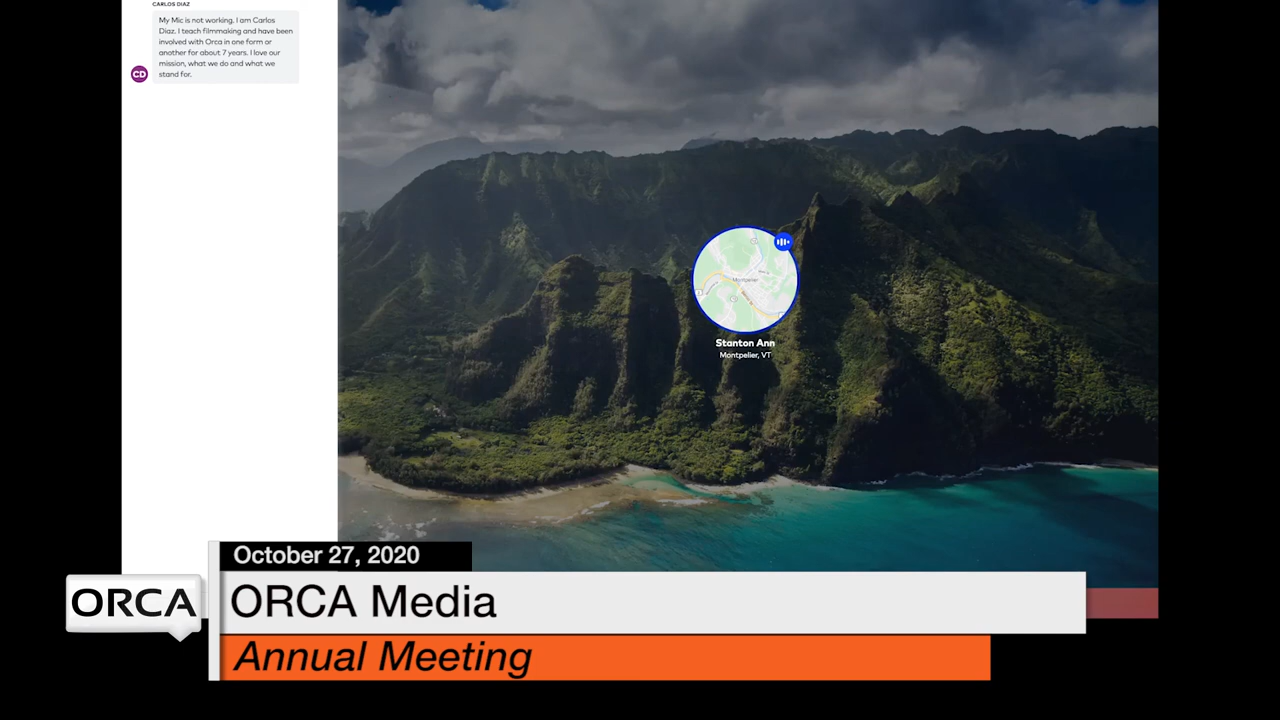 CARLOS DIAZ
My Mic is not working. I am Carlos
Diaz. I teach filmmaking and have been
involved with Orca in one form or
another for about 7 years. I love our
mission, what we do and what we
stand for.
CD
Montpelier
Stanton Ann
Montpelier, VT
October 27, 2020
ORCA
ORCA Media
Annual Meeting